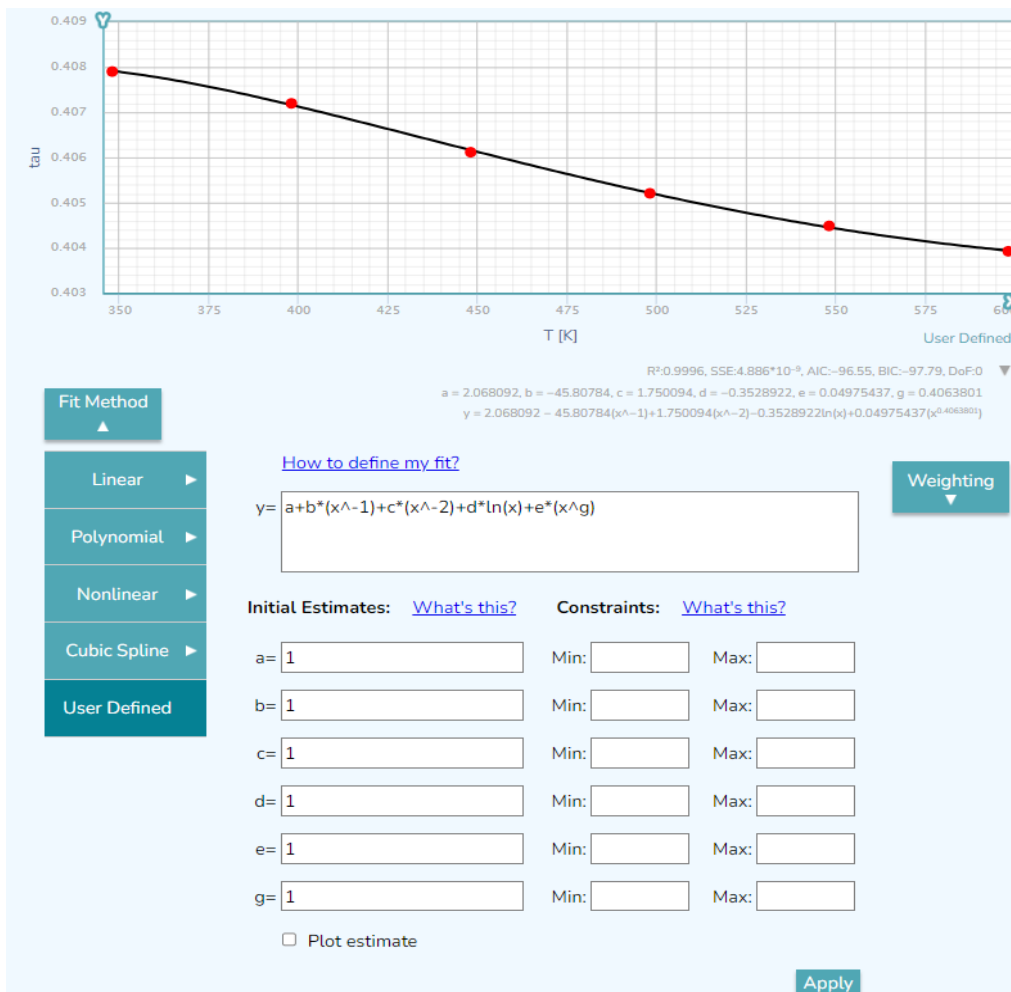 0.409
0.408
0.407
0.406
0.405
0.404
0.403
tau
350 375 400 425 450 475 500 525 550 575
T [K]
User Defined
R²:0.9996, SSE:4.886*10⁻⁹, AIC:−96.55, BIC:−97.79, DoF:0 ▼
a = 2.068092, b = −45.80784, c = 1.750094, d = −0.3528922, e = 0.04975437, g = 0.4063801
y = 2.068092 − 45.80784(x^−1)+1.750094(x^−2)−0.3528922ln(x)+0.04975437(x⁰·⁴⁰⁶³⁸⁰¹)
Fit Method
▲
Linear ▶
Polynomial ▶
Nonlinear ▶
Cubic Spline ▶
User Defined
How to define my fit?
y= a+b*(x^-1)+c*(x^-2)+d*ln(x)+e*(x^g)
Weighting
▼
Initial Estimates: What's this? Constraints: What's this?
a= 1 Min: Max:
b= 1 Min: Max:
c= 1 Min: Max:
d= 1 Min: Max:
e= 1 Min: Max:
g= 1 Min: Max:
Plot estimate
Apply